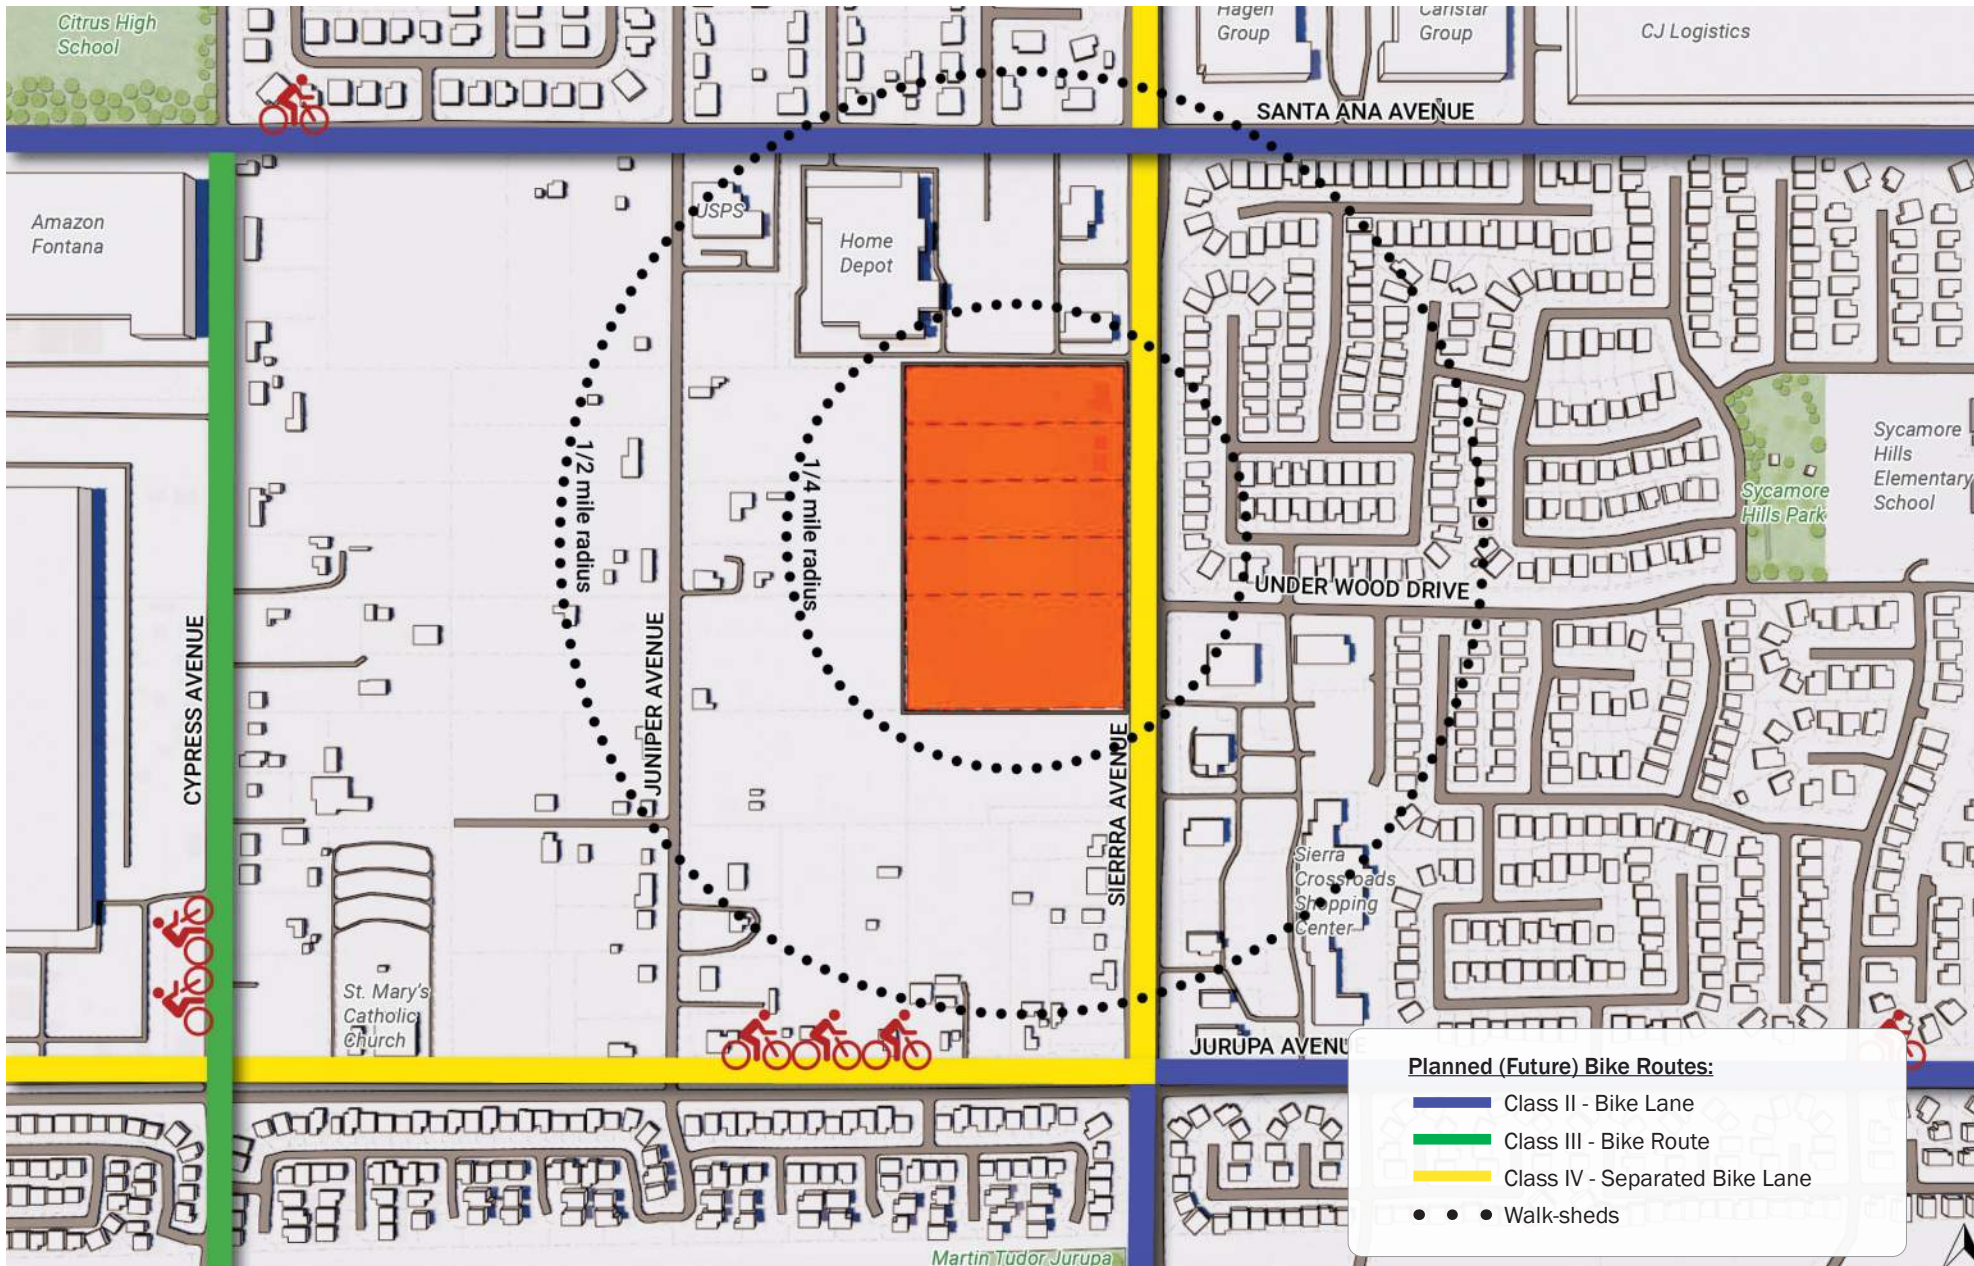 Citrus High
School
Hagen
Group
Caristar
Group
CJ Logistics
SANTA ANA AVENUE
Amazon
Fontana
USPS
Home
Depot
Sycamore
Hills
Elementary
School
Sycamore
Hills Park
1/2 mile radius
1/4 mile radius
UNDER WOOD DRIVE
CYPRESS AVENUE
JUNIPER AVENUE
SIERRA AVENUE
Sierra
Crossroads
Shopping
Center
St. Mary's
Catholic
Church
JURUPA AVENUE
Planned (Future) Bike Routes:
Class II - Bike Lane
Class III - Bike Route
Class IV - Separated Bike Lane
Walk-sheds
Martin Tudor Jurupa